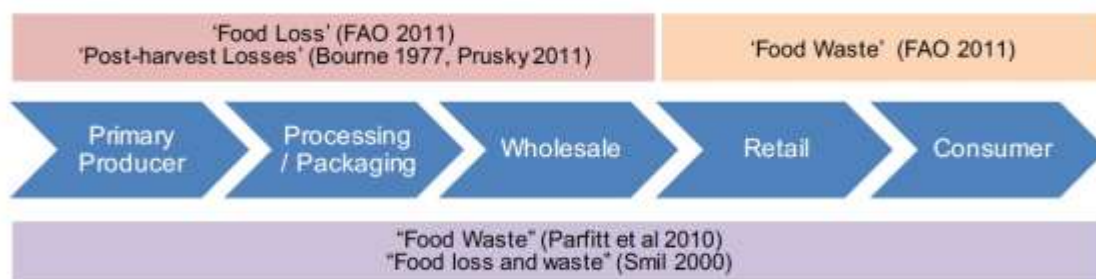 ‘Food Loss’ (FAO 2011)
‘Post-harvest Losses’ (Bourne 1977, Prusky 2011)
‘Food Waste’ (FAO 2011)
Primary
Producer
Processing
/ Packaging
Wholesale
Retail
Consumer
“Food Waste” (Parfitt et al 2010)
“Food loss and waste” (Smil 2000)